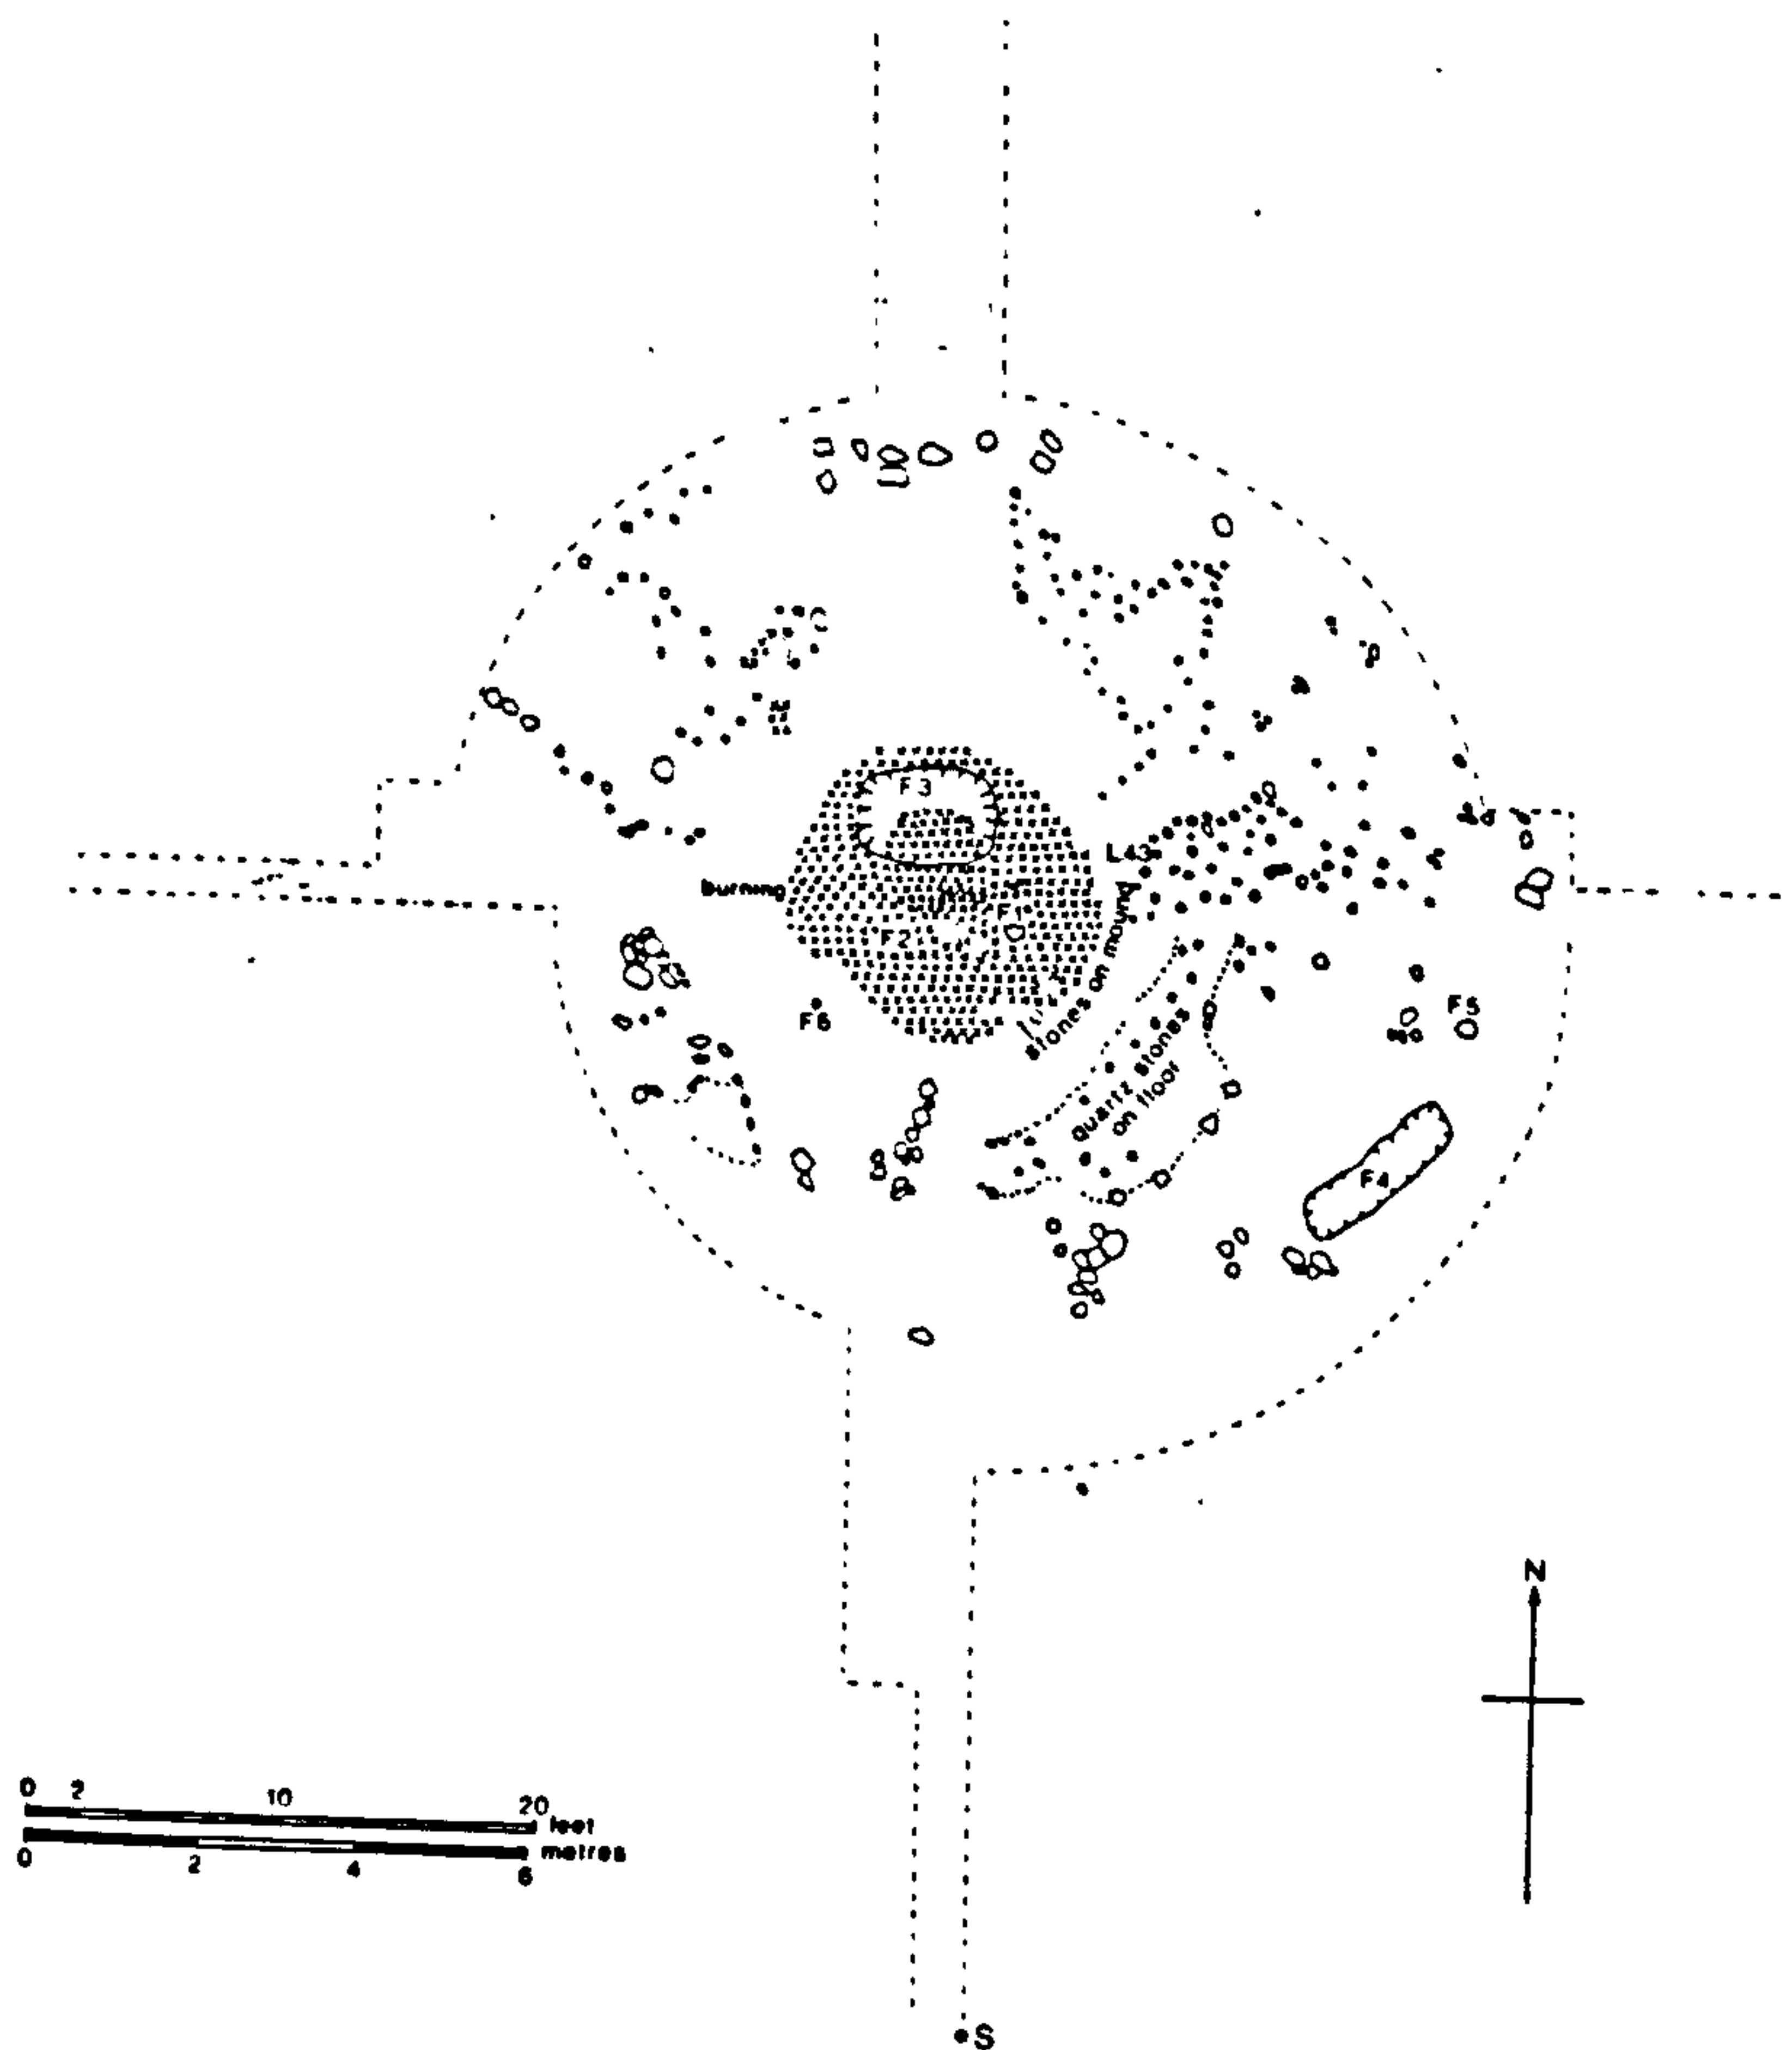 F3
L43
burning
F1
F2
Stones on mound
F5
F6
Quartz stones
on floor
F4
N
0 2 10 20 feet
0 2 4 6 metres
S